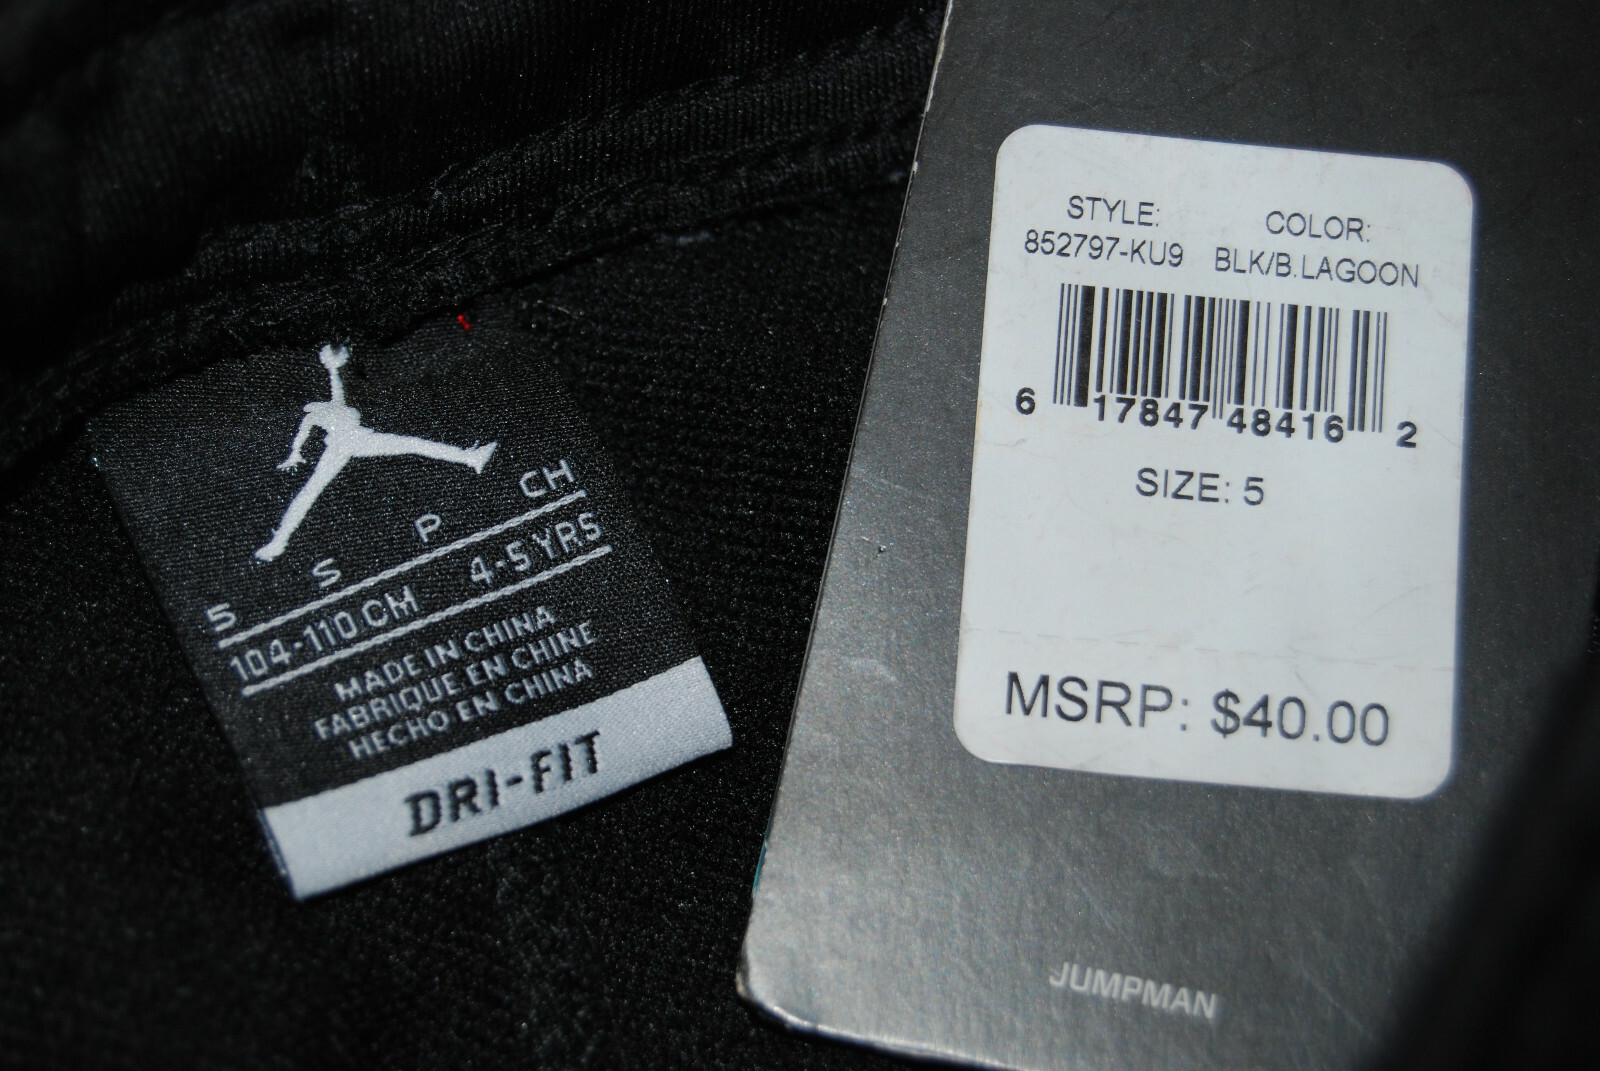 5 S P CH
104-110 CM 4-5 YRS
MADE IN CHINA
FABRIQUE EN CHINE
HECHO EN CHINA
DRI-FIT
STYLE: COLOR:
852797-KU9 BLK/B.LAGOON
6 17847 48416 2
SIZE: 5
MSRP: $40.00
JUMPMAN